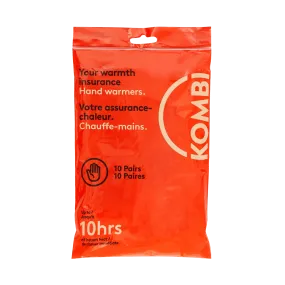 Your warmth
insurance
Hand warmers.
Votre assurance-
chaleur.
Chauffe-mains.
KOMBI
10 Pairs
10 Paires
10hrs